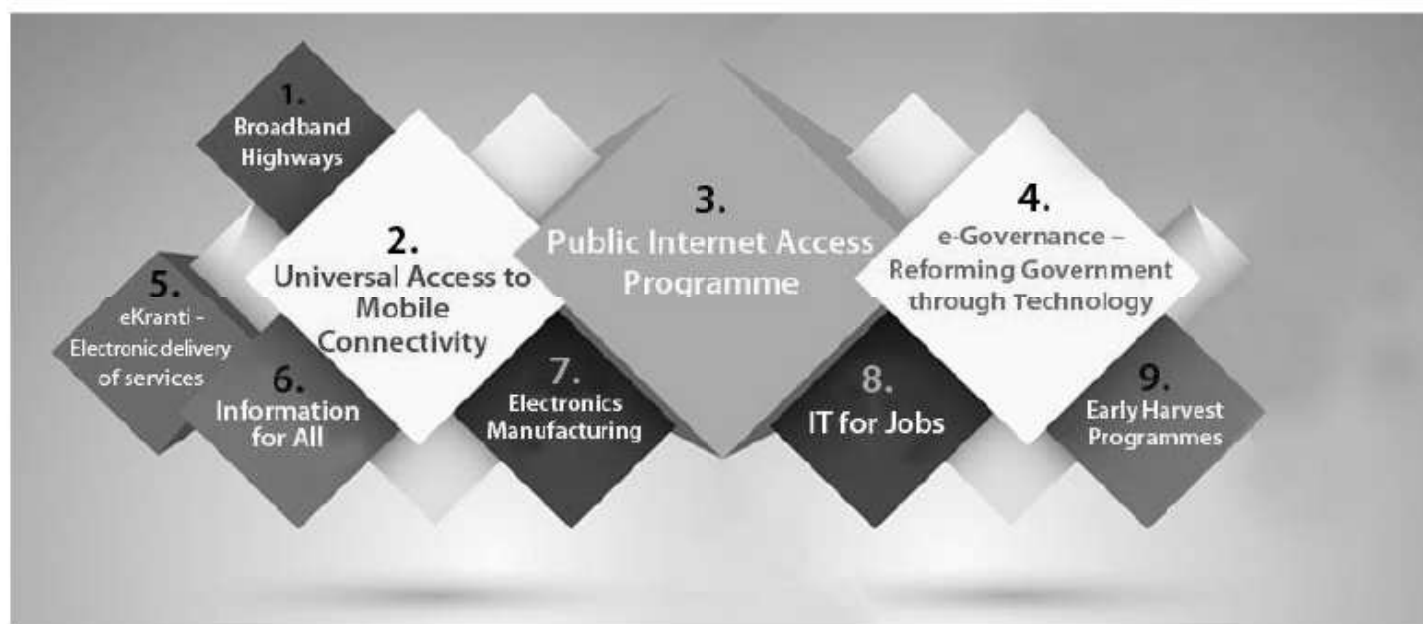 1.
Broadband
Highways
2.
Universal Access to
Mobile
Connectivity
3.
Public Internet Access
Programme
4.
e-Governance –
Reforming Government
through Technology
5.
eKranti -
Electronic delivery
of services
6.
Information
for All
7.
Electronics
Manufacturing
8.
IT for Jobs
9.
Early Harvest
Programmes